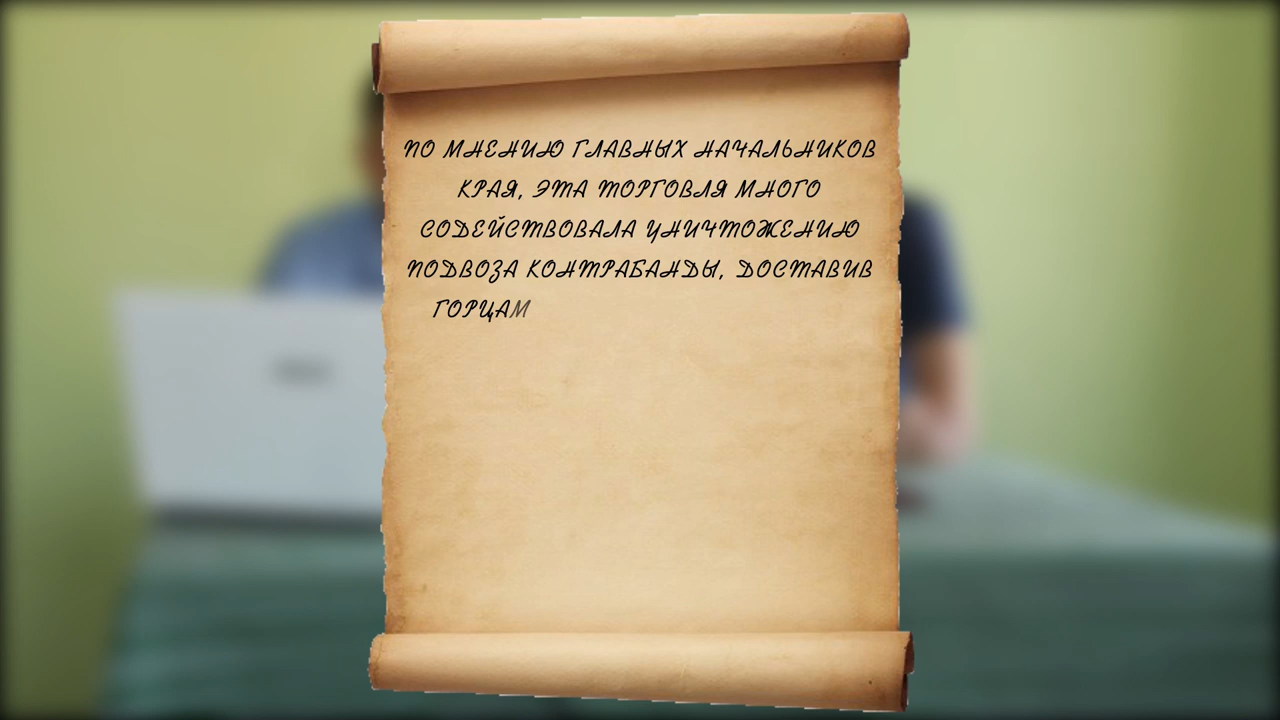 ПО МНЕНИЮ ГЛАВНЫХ НАЧАЛЬНИКОВ
КРАЯ, ЭТА ТОРГОВЛЯ МНОГО
СОДЕЙСТВОВАЛА УНИЧТОЖЕНИЮ
ПОДВОЗА КОНТРАБАНДЫ, ДОСТАВИВ
ГОРЦАМ